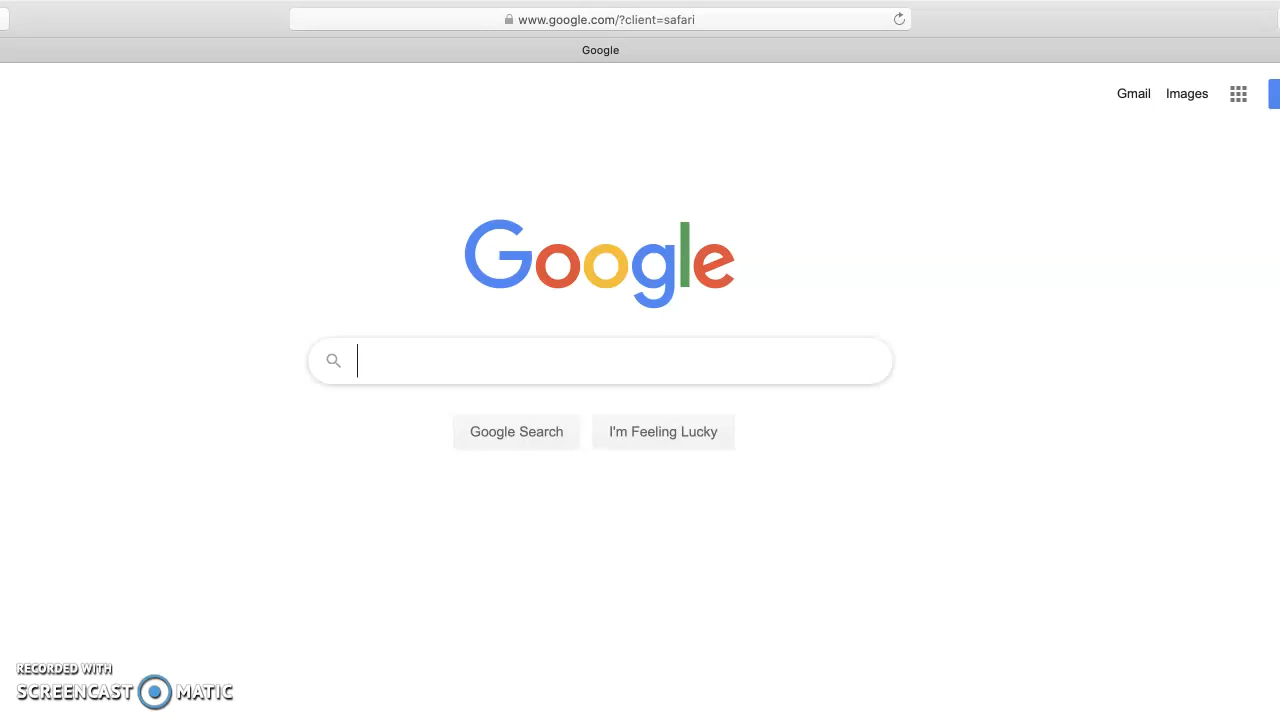 www.google.com/?client=safari
Google
Gmail Images
Google
Google Search I'm Feeling Lucky
RECORDED WITH
SCREENCAST MATIC